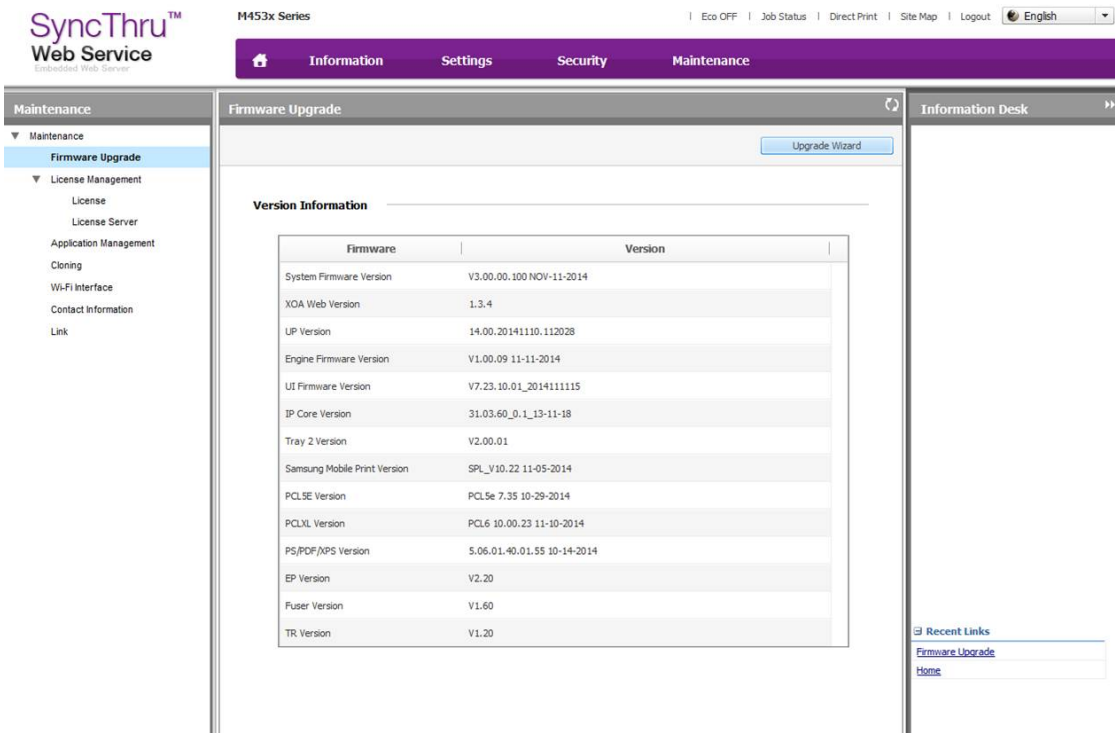 SyncThru™
Web Service
Embedded Web Server
M453x Series
| Eco OFF | Job Status | Direct Print | Site Map | Logout English
Information Settings Security Maintenance
Maintenance
Maintenance
Firmware Upgrade
License Management
License
License Server
Application Management
Cloning
Wi-Fi Interface
Contact Information
Link
Firmware Upgrade
Upgrade Wizard
Version Information
Firmware Version
System Firmware Version V3.00.00.100 NOV-11-2014
XOA Web Version 1.3.4
UP Version 14.00.20141110.112028
Engine Firmware Version V1.00.09 11-11-2014
UI Firmware Version V7.23.10.01_2014111115
IP Core Version 31.03.60_0.1_13-11-18
Tray 2 Version V2.00.01
Samsung Mobile Print Version SPL_V10.22 11-05-2014
PCL5E Version PCL5e 7.35 10-29-2014
PCLXL Version PCL6 10.00.23 11-10-2014
PS/PDF/XPS Version 5.06.01.40.01.55 10-14-2014
EP Version V2.20
Fuser Version V1.60
TR Version V1.20
Information Desk
Recent Links
Firmware Upgrade
Home